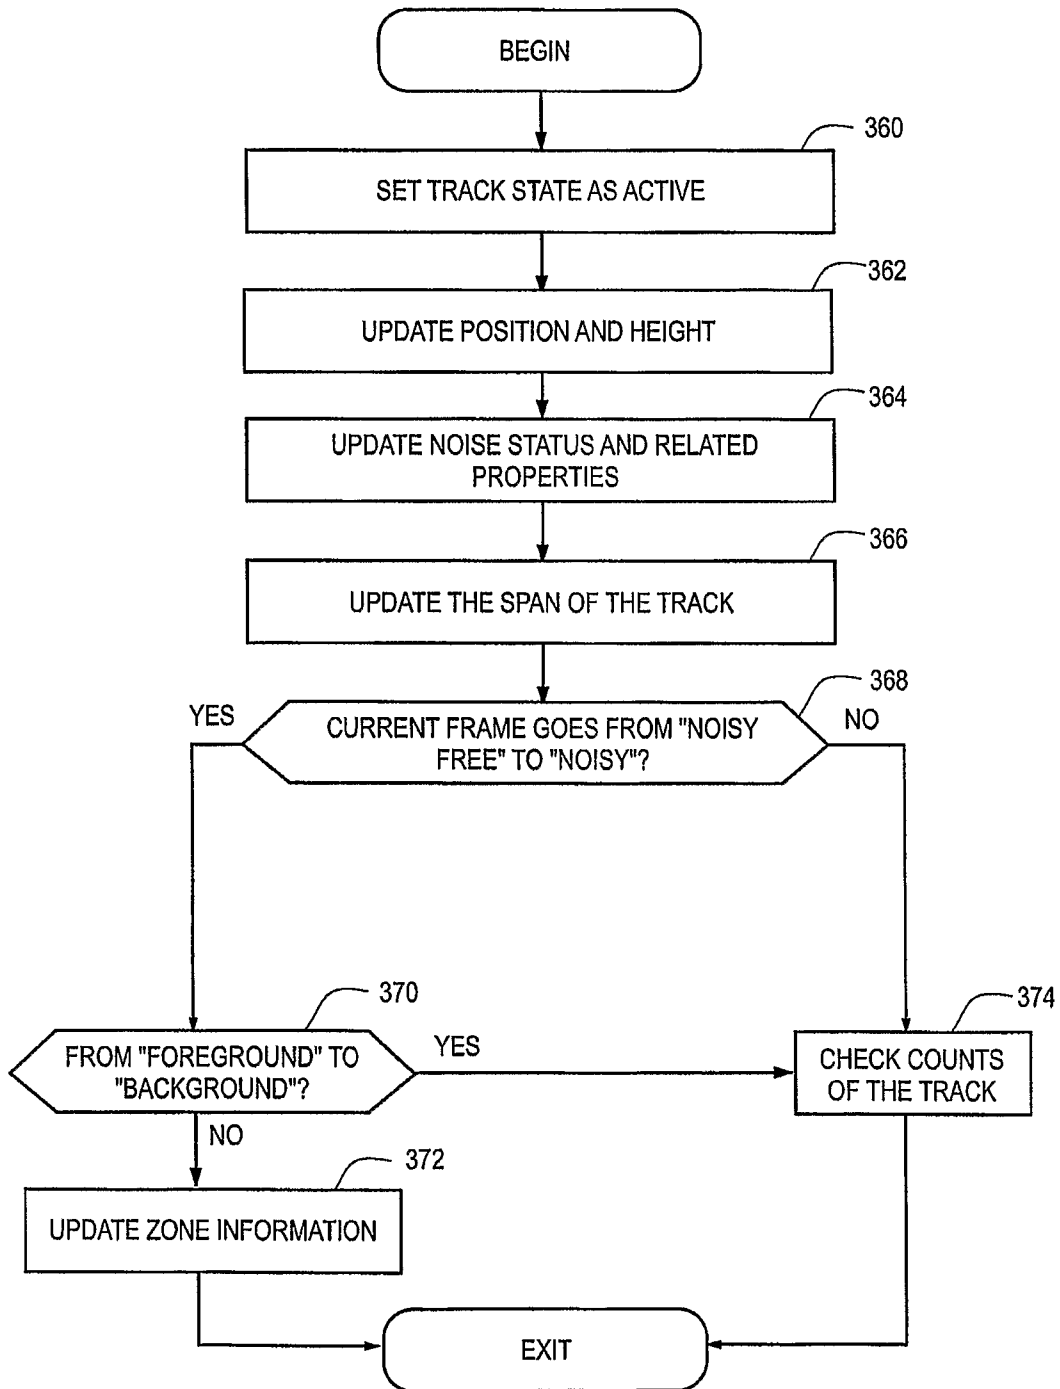 BEGIN
360
SET TRACK STATE AS ACTIVE
362
UPDATE POSITION AND HEIGHT
364
UPDATE NOISE STATUS AND RELATED
PROPERTIES
366
UPDATE THE SPAN OF THE TRACK
368
YES
NO
CURRENT FRAME GOES FROM "NOISY
FREE" TO "NOISY"?
370
374
FROM "FOREGROUND" TO
"BACKGROUND"?
YES
CHECK COUNTS
OF THE TRACK
NO
372
UPDATE ZONE INFORMATION
EXIT